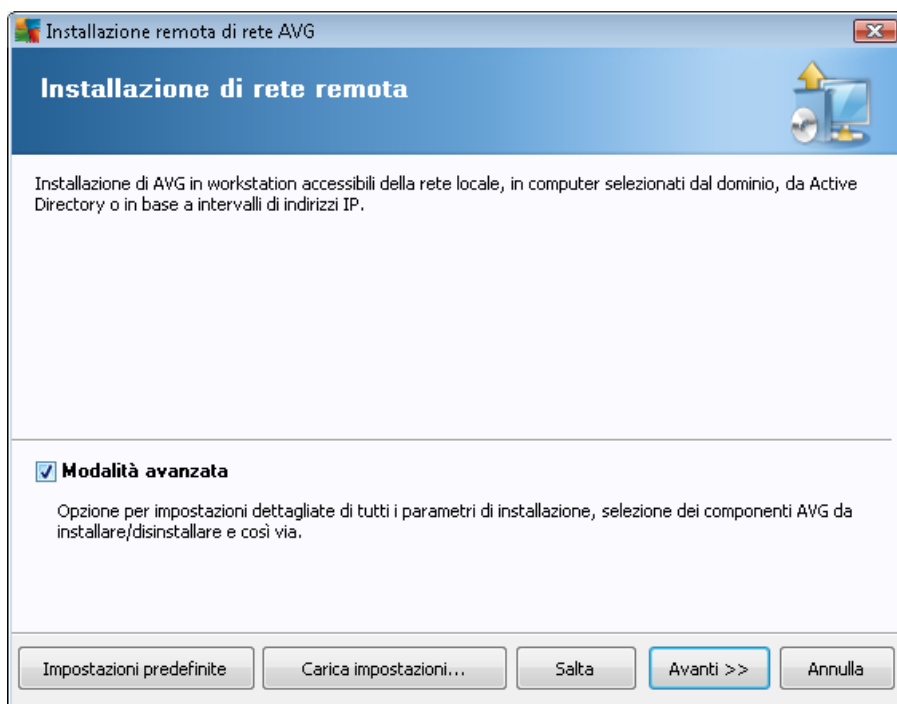 Installazione remota di rete AVG
Installazione di rete remota
Installazione di AVG in workstation accessibili della rete locale, in computer selezionati dal dominio, da Active
Directory o in base a intervalli di indirizzi IP.
Modalità avanzata
Opzione per impostazioni dettagliate di tutti i parametri di installazione, selezione dei componenti AVG da
installare/disinstallare e così via.
Impostazioni predefinite
Carica impostazioni...
Salta
Avanti >>
Annulla